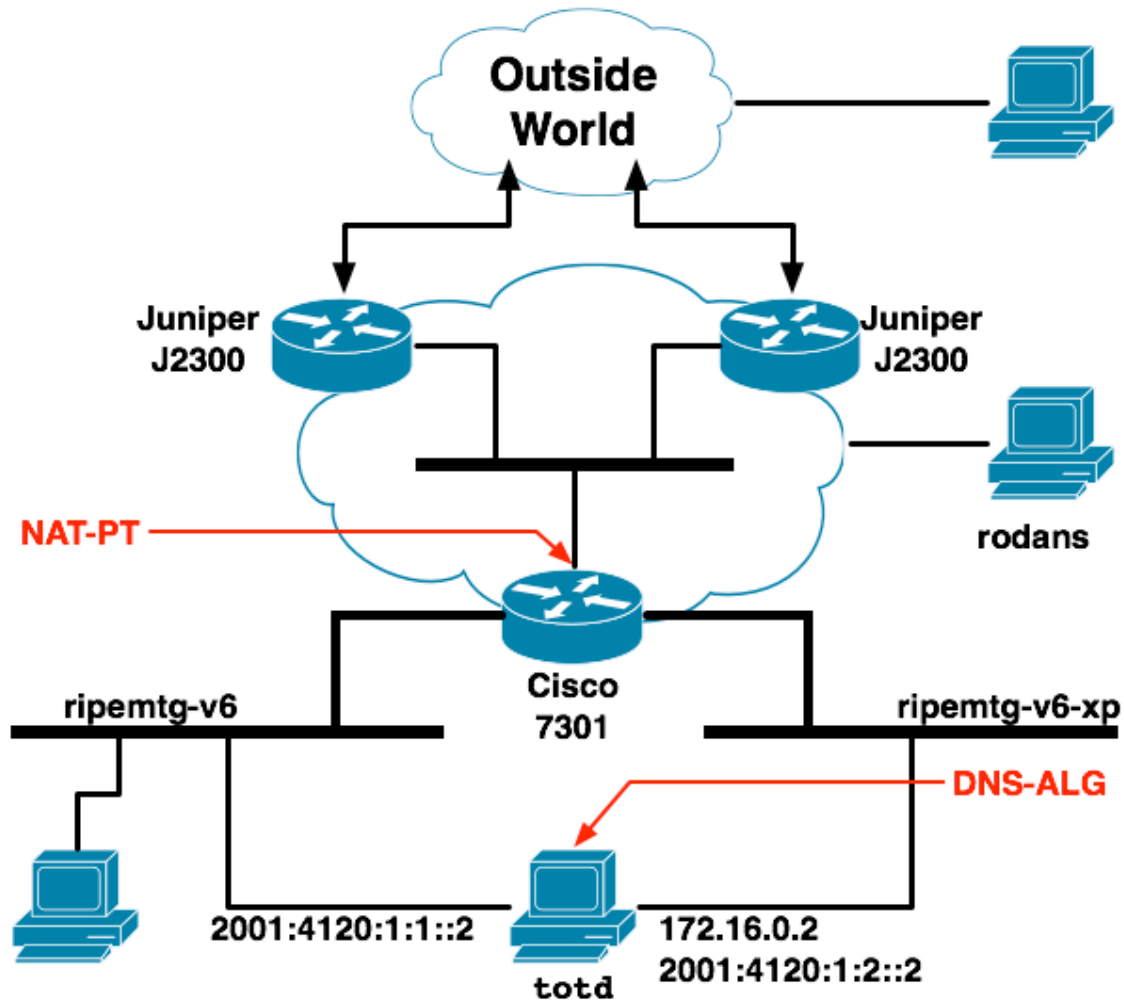 Outside
World
Juniper
J2300
Juniper
J2300
NAT-PT
rodans
Cisco
7301
ripemtg-v6
ripemtg-v6-xp
DNS-ALG
2001:4120:1:1::2
172.16.0.2
2001:4120:1:2::2
totd